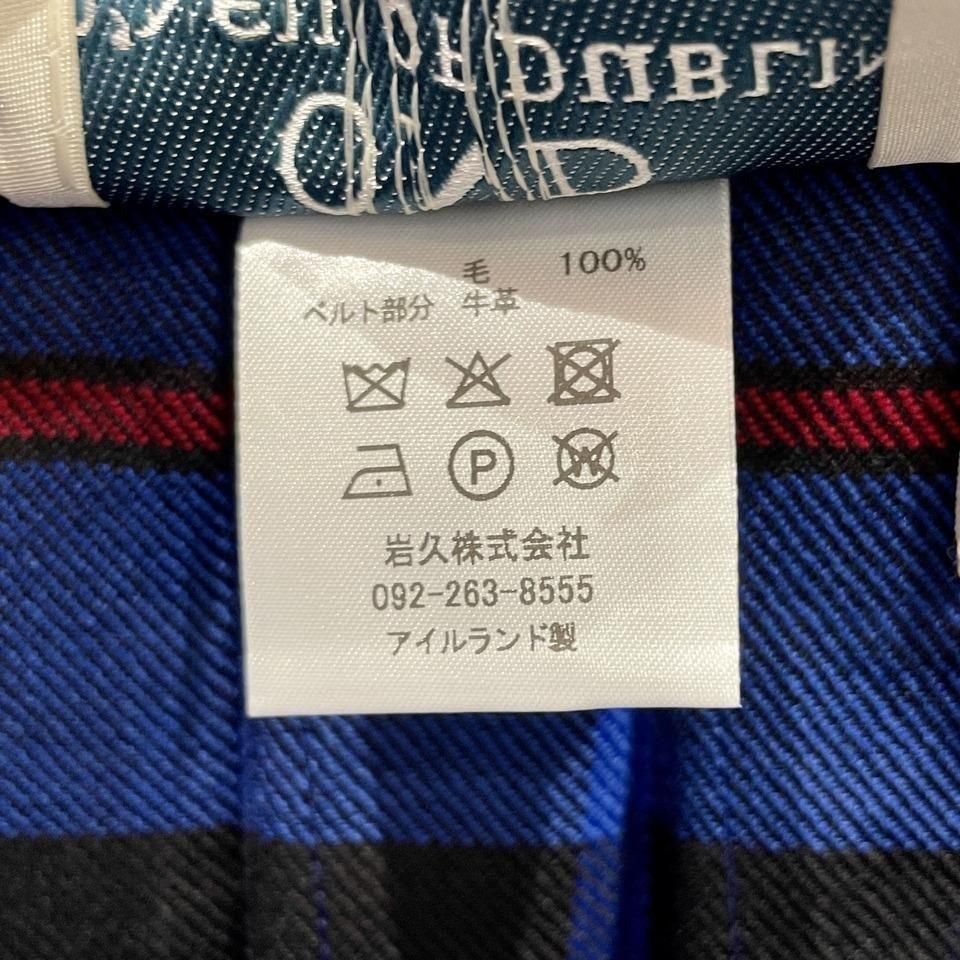 毛 100%
ベルト部分 牛革
P
W
岩久株式会社
092-263-8555
アイルランド製